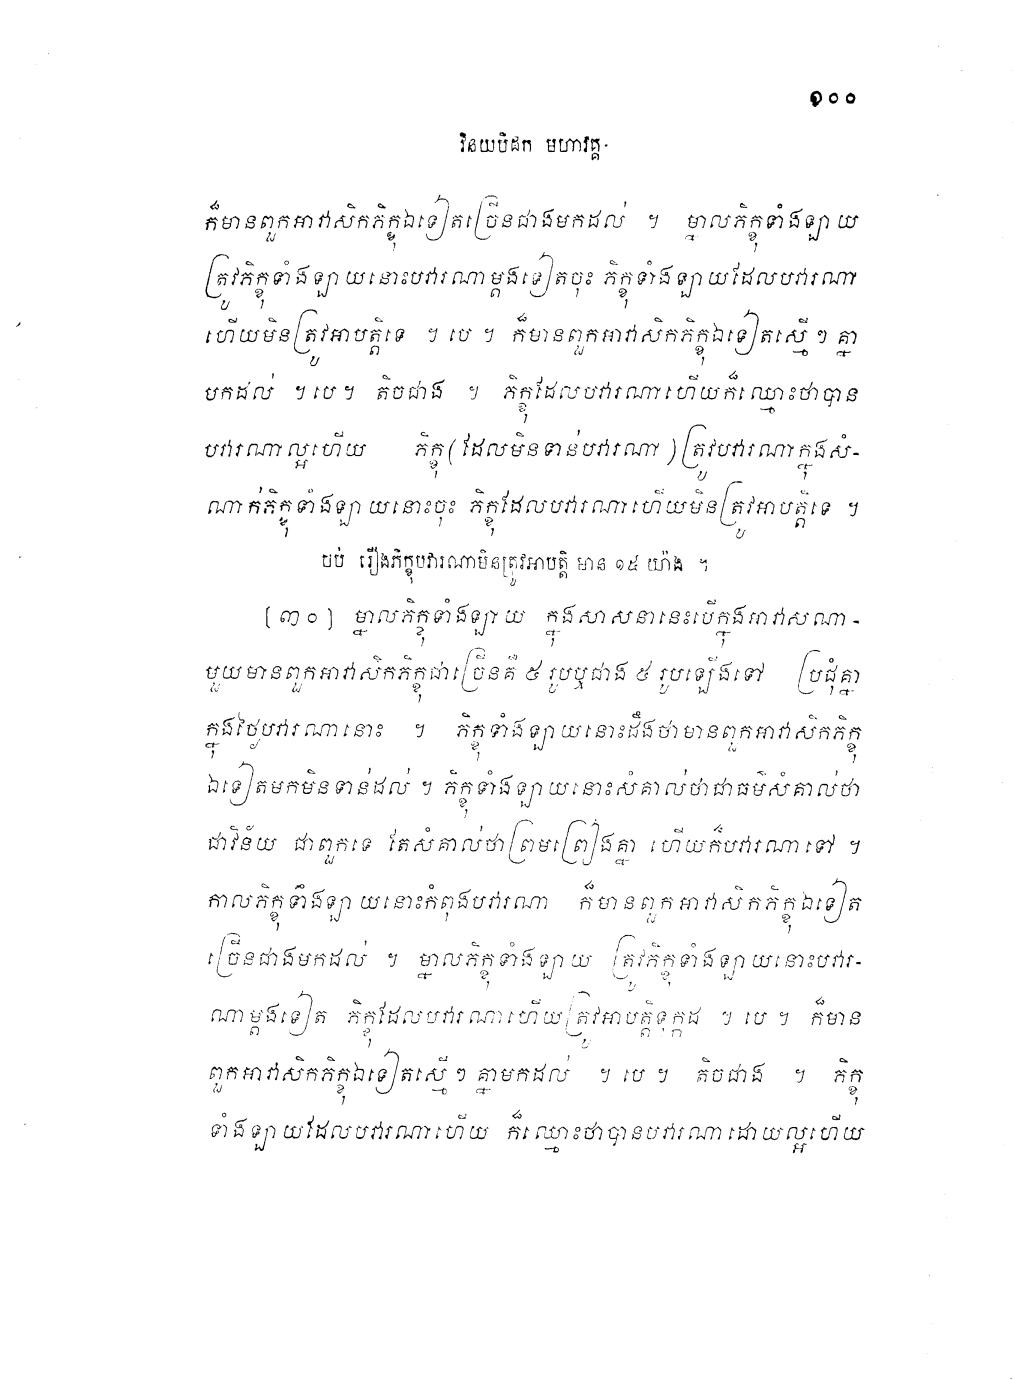 ១០០
វិនយបិដក មហាវគ្គ
ក៏មានពួកអាវាសិកភិក្ខុឯទៀតច្រើនជាងមកដល់ ។ ម្នាលភិក្ខុទាំងឡាយ
ត្រូវភិក្ខុទាំងឡាយនោះបវារណាម្តងទៀតចុះ ភិក្ខុទាំងឡាយដែលបវារណា
ហើយមិនត្រូវអាបត្តិទេ ។ បេ ។ ក៏មានពួកអាវាសិកភិក្ខុឯទៀតស្មើ ៗ គ្នា
មកដល់ ។ បេ ។ តិចជាង ។ ភិក្ខុដែលបវារណាហើយក៏ឈ្មោះថាបាន
បវារណាល្អហើយ ភិក្ខុ (ដែលមិនទាន់បវារណា) ត្រូវបវារណាក្នុងសំ-
ណាក់ភិក្ខុទាំងឡាយនោះចុះ ភិក្ខុដែលបវារណាហើយមិនត្រូវអាបត្តិទេ ។
ចប់ រឿងភិក្ខុបវារណាមិនត្រូវអាបត្តិ មាន ១៥ យ៉ាង ។
[៣០] ម្នាលភិក្ខុទាំងឡាយ ក្នុងសាសនានេះបើក្នុងអាវាសណា-
មួយមានពួកអាវាសិកភិក្ខុជាច្រើនគឺ ៥ រូបឬជាង ៥ រូបឡើងទៅ ប្រជុំគ្នា
ក្នុងថ្ងៃបវារណានោះ ។ ភិក្ខុទាំងឡាយនោះដឹងថាមានពួកអាវាសិកភិក្ខុ
ឯទៀតមកមិនទាន់ដល់ ។ ភិក្ខុទាំងឡាយនោះសំគាល់ថាជាធម៌សំគាល់ថា
ជាវិន័យ ជាពួកទេ តែសំគាល់ថាព្រមព្រៀងគ្នា ហើយក៏បវារណាទៅ ។
កាលភិក្ខុទាំងឡាយនោះកំពុងបវារណា ក៏មានពួកអាវាសិកភិក្ខុឯទៀត
ច្រើនជាងមកដល់ ។ ម្នាលភិក្ខុទាំងឡាយ ត្រូវភិក្ខុទាំងឡាយនោះបវារ-
ណាម្តងទៀត ភិក្ខុដែលបវារណាហើយត្រូវអាបត្តិទុក្កដ ។ បេ ។ ក៏មាន
ពួកអាវាសិកភិក្ខុឯទៀតស្មើ ៗ គ្នាមកដល់ ។ បេ ។ តិចជាង ។ ភិក្ខុ
ទាំងឡាយដែលបវារណាហើយ ក៏ឈ្មោះថាបានបវារណាដោយល្អហើយ